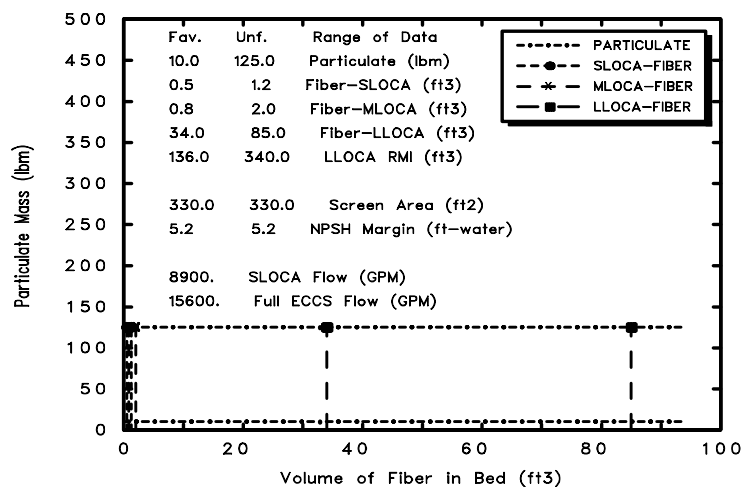 500
450
400
350
300
250
200
150
100
50
0
Particulate Mass (lbm)
Fav. Unf. Range of Data
10.0 125.0 Particulate (lbm)
0.5 1.2 Fiber-SLOCA (ft3)
0.8 2.0 Fiber-MLOCA (ft3)
34.0 85.0 Fiber-LLOCA (ft3)
136.0 340.0 LLOCA RMI (ft3)
330.0 330.0 Screen Area (ft2)
5.2 5.2 NPSH Margin (ft-water)
8900. SLOCA Flow (GPM)
15600. Full ECCS Flow (GPM)
PARTICULATE
SLOCA-FIBER
MLOCA-FIBER
LLOCA-FIBER
0 20 40 60 80 100
Volume of Fiber in Bed (ft3)